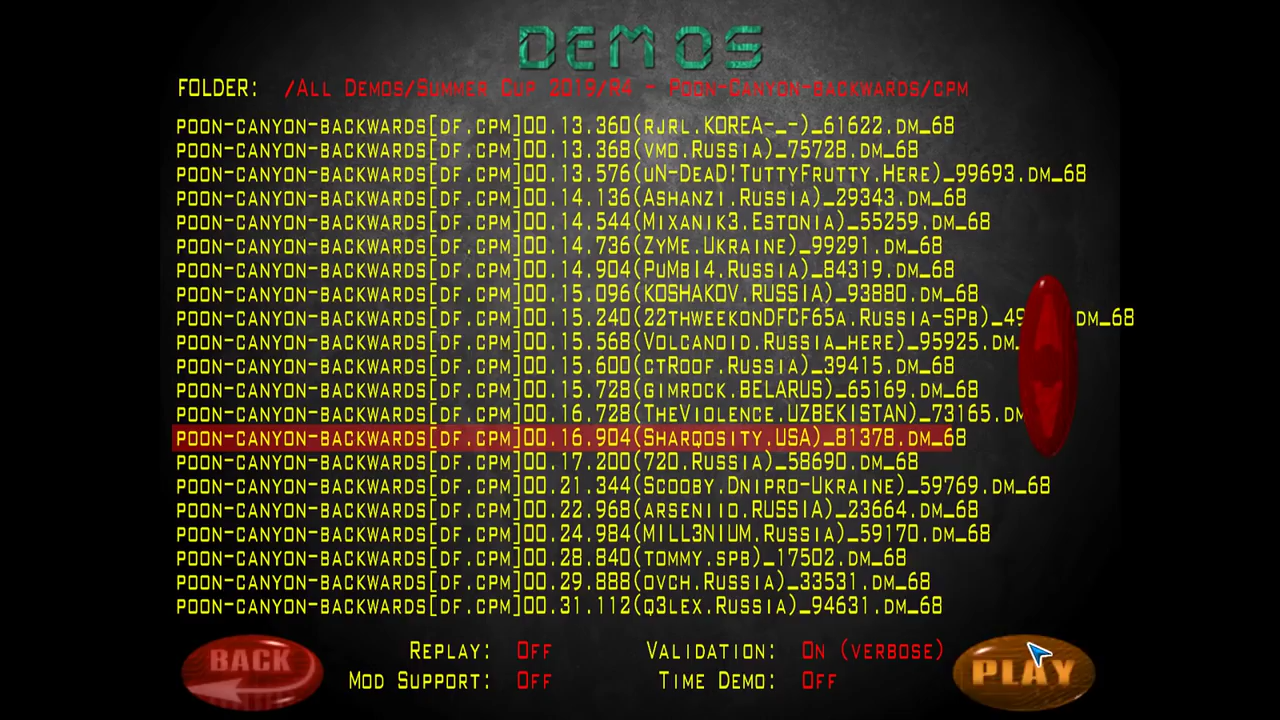 DEMOS
FOLDER: /All Demos/Summer Cup 2019/R4 - Poon-Canyon-backwards/cpm
POON-CANYON-BACKWARDS[DF.CPM]00.13.360(RJRL.KOREA-_-)_61622.DM_68
POON-CANYON-BACKWARDS[DF.CPM]00.13.368(VMO.RUSSIA)_75728.DM_68
POON-CANYON-BACKWARDS[DF.CPM]00.13.576(UN-DEAD!TUTTYFRUTTY.HERE)_99693.DM_68
POON-CANYON-BACKWARDS[DF.CPM]00.14.136(ASHANZI.RUSSIA)_29343.DM_68
POON-CANYON-BACKWARDS[DF.CPM]00.14.544(MIXANIK3.ESTONIA)_55259.DM_68
POON-CANYON-BACKWARDS[DF.CPM]00.14.736(ZYME.UKRAINE)_99291.DM_68
POON-CANYON-BACKWARDS[DF.CPM]00.14.904(PUMBI4.RUSSIA)_84319.DM_68
POON-CANYON-BACKWARDS[DF.CPM]00.15.096(KOSHAKOV.RUSSIA)_93880.DM_68
POON-CANYON-BACKWARDS[DF.CPM]00.15.240(22THWEEKONDFCF65A.RUSSIA-SPB)_49 DM_68
POON-CANYON-BACKWARDS[DF.CPM]00.15.568(VOLCANOID.RUSSIA_HERE)_95925.DM
POON-CANYON-BACKWARDS[DF.CPM]00.15.600(CTROOF.RUSSIA)_39415.DM_68
POON-CANYON-BACKWARDS[DF.CPM]00.15.728(GIMROCK.BELARUS)_65169.DM_68
POON-CANYON-BACKWARDS[DF.CPM]00.16.728(THEVIOLENCE.UZBEKISTAN)_73165.DM
POON-CANYON-BACKWARDS[DF.CPM]00.16.904(SHARQOSITY.USA)_81378.DM_68
POON-CANYON-BACKWARDS[DF.CPM]00.17.200(720.RUSSIA)_58690.DM_68
POON-CANYON-BACKWARDS[DF.CPM]00.21.344(SCOOBY.DNIPRO-UKRAINE)_59769.DM_68
POON-CANYON-BACKWARDS[DF.CPM]00.22.968(ARSENIIO.RUSSIA)_23664.DM_68
POON-CANYON-BACKWARDS[DF.CPM]00.24.984(MILL3NIUM.RUSSIA)_59170.DM_68
POON-CANYON-BACKWARDS[DF.CPM]00.28.840(TOMMY.SPB)_17502.DM_68
POON-CANYON-BACKWARDS[DF.CPM]00.29.888(OVCH.RUSSIA)_33531.DM_68
POON-CANYON-BACKWARDS[DF.CPM]00.31.112(Q3LEX.RUSSIA)_94631.DM_68
BACK Replay: Off Validation: On (verbose) PLAY
Mod Support: Off Time Demo: Off